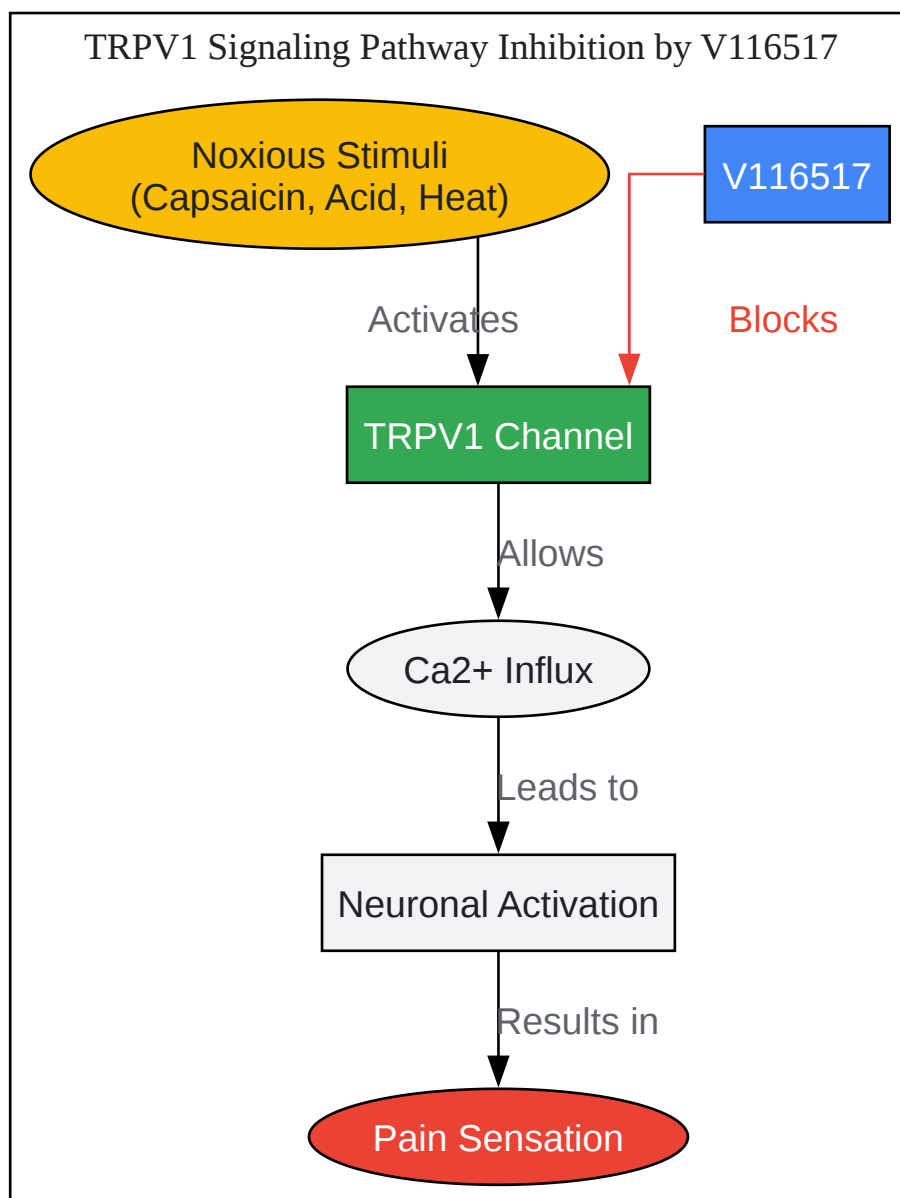 TRPV1 Signaling Pathway Inhibition by V116517
Noxious Stimuli
(Capsaicin, Acid, Heat)
V116517
Activates
Blocks
TRPV1 Channel
Allows
Ca2+ Influx
Leads to
Neuronal Activation
Results in
Pain Sensation